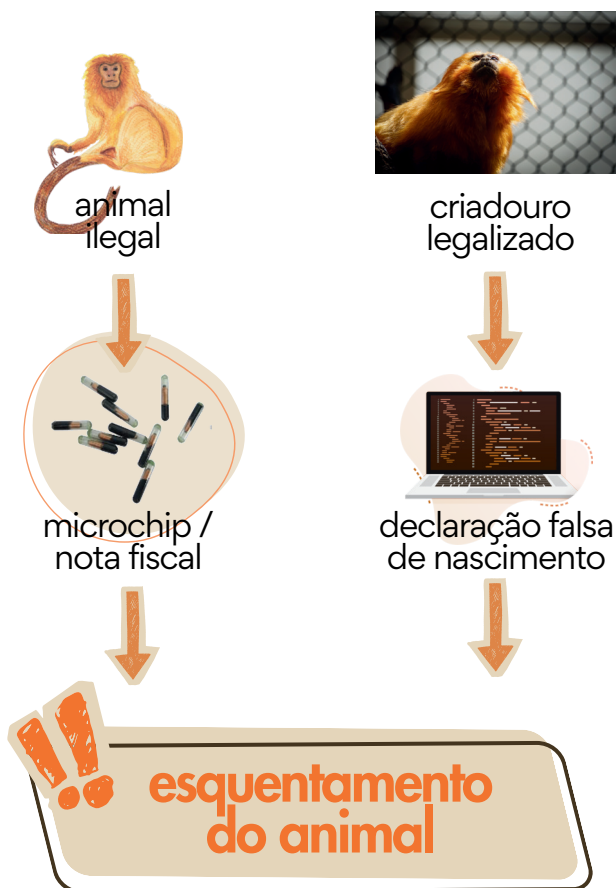 animal
ilegal
criadouro
legalizado
microchip /
nota fiscal
declaração falsa
de nascimento
!!
esquentamento
do animal